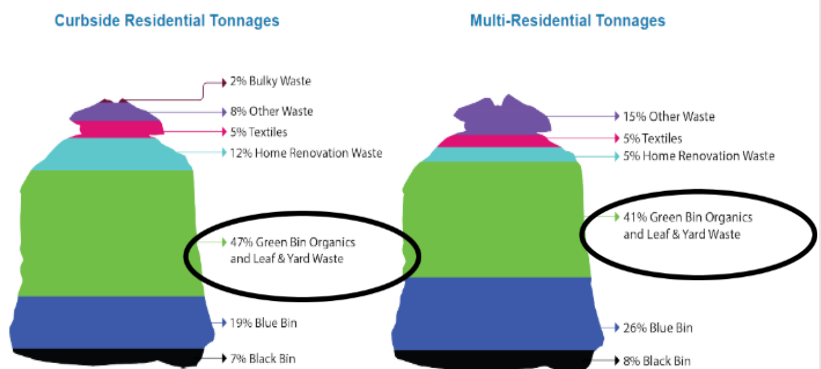 Curbside Residential Tonnages
2% Bulky Waste
8% Other Waste
5% Textiles
12% Home Renovation Waste
47% Green Bin Organics
and Leaf & Yard Waste
19% Blue Bin
7% Black Bin
Multi-Residential Tonnages
15% Other Waste
5% Textiles
5% Home Renovation Waste
41% Green Bin Organics
and Leaf & Yard Waste
26% Blue Bin
8% Black Bin